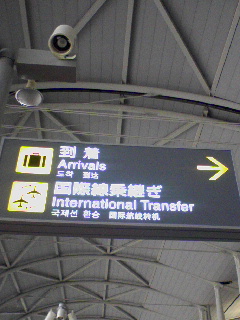 到着
Arrivals
도착 到达
国際線乗継ぎ
International Transfer
국제선 환승 国际航线转机